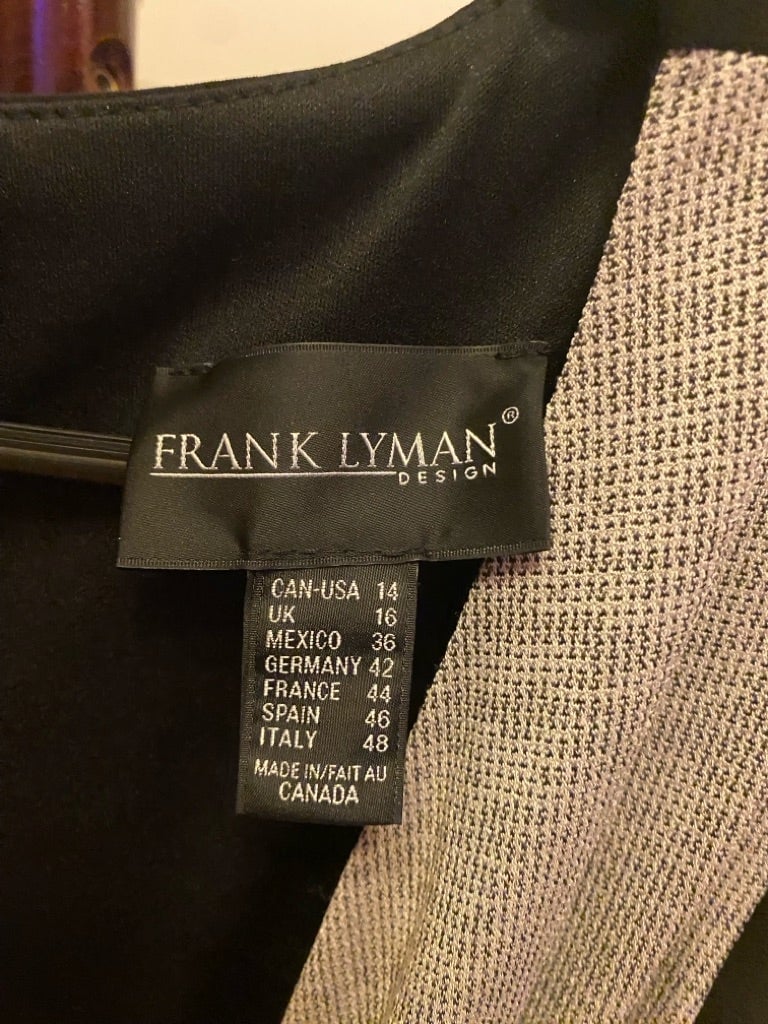 FRANK LYMAN®
DESIGN
CAN-USA 14
UK 16
MEXICO 36
GERMANY 42
FRANCE 44
SPAIN 46
ITALY 48
MADE IN/FAIT AU
CANADA